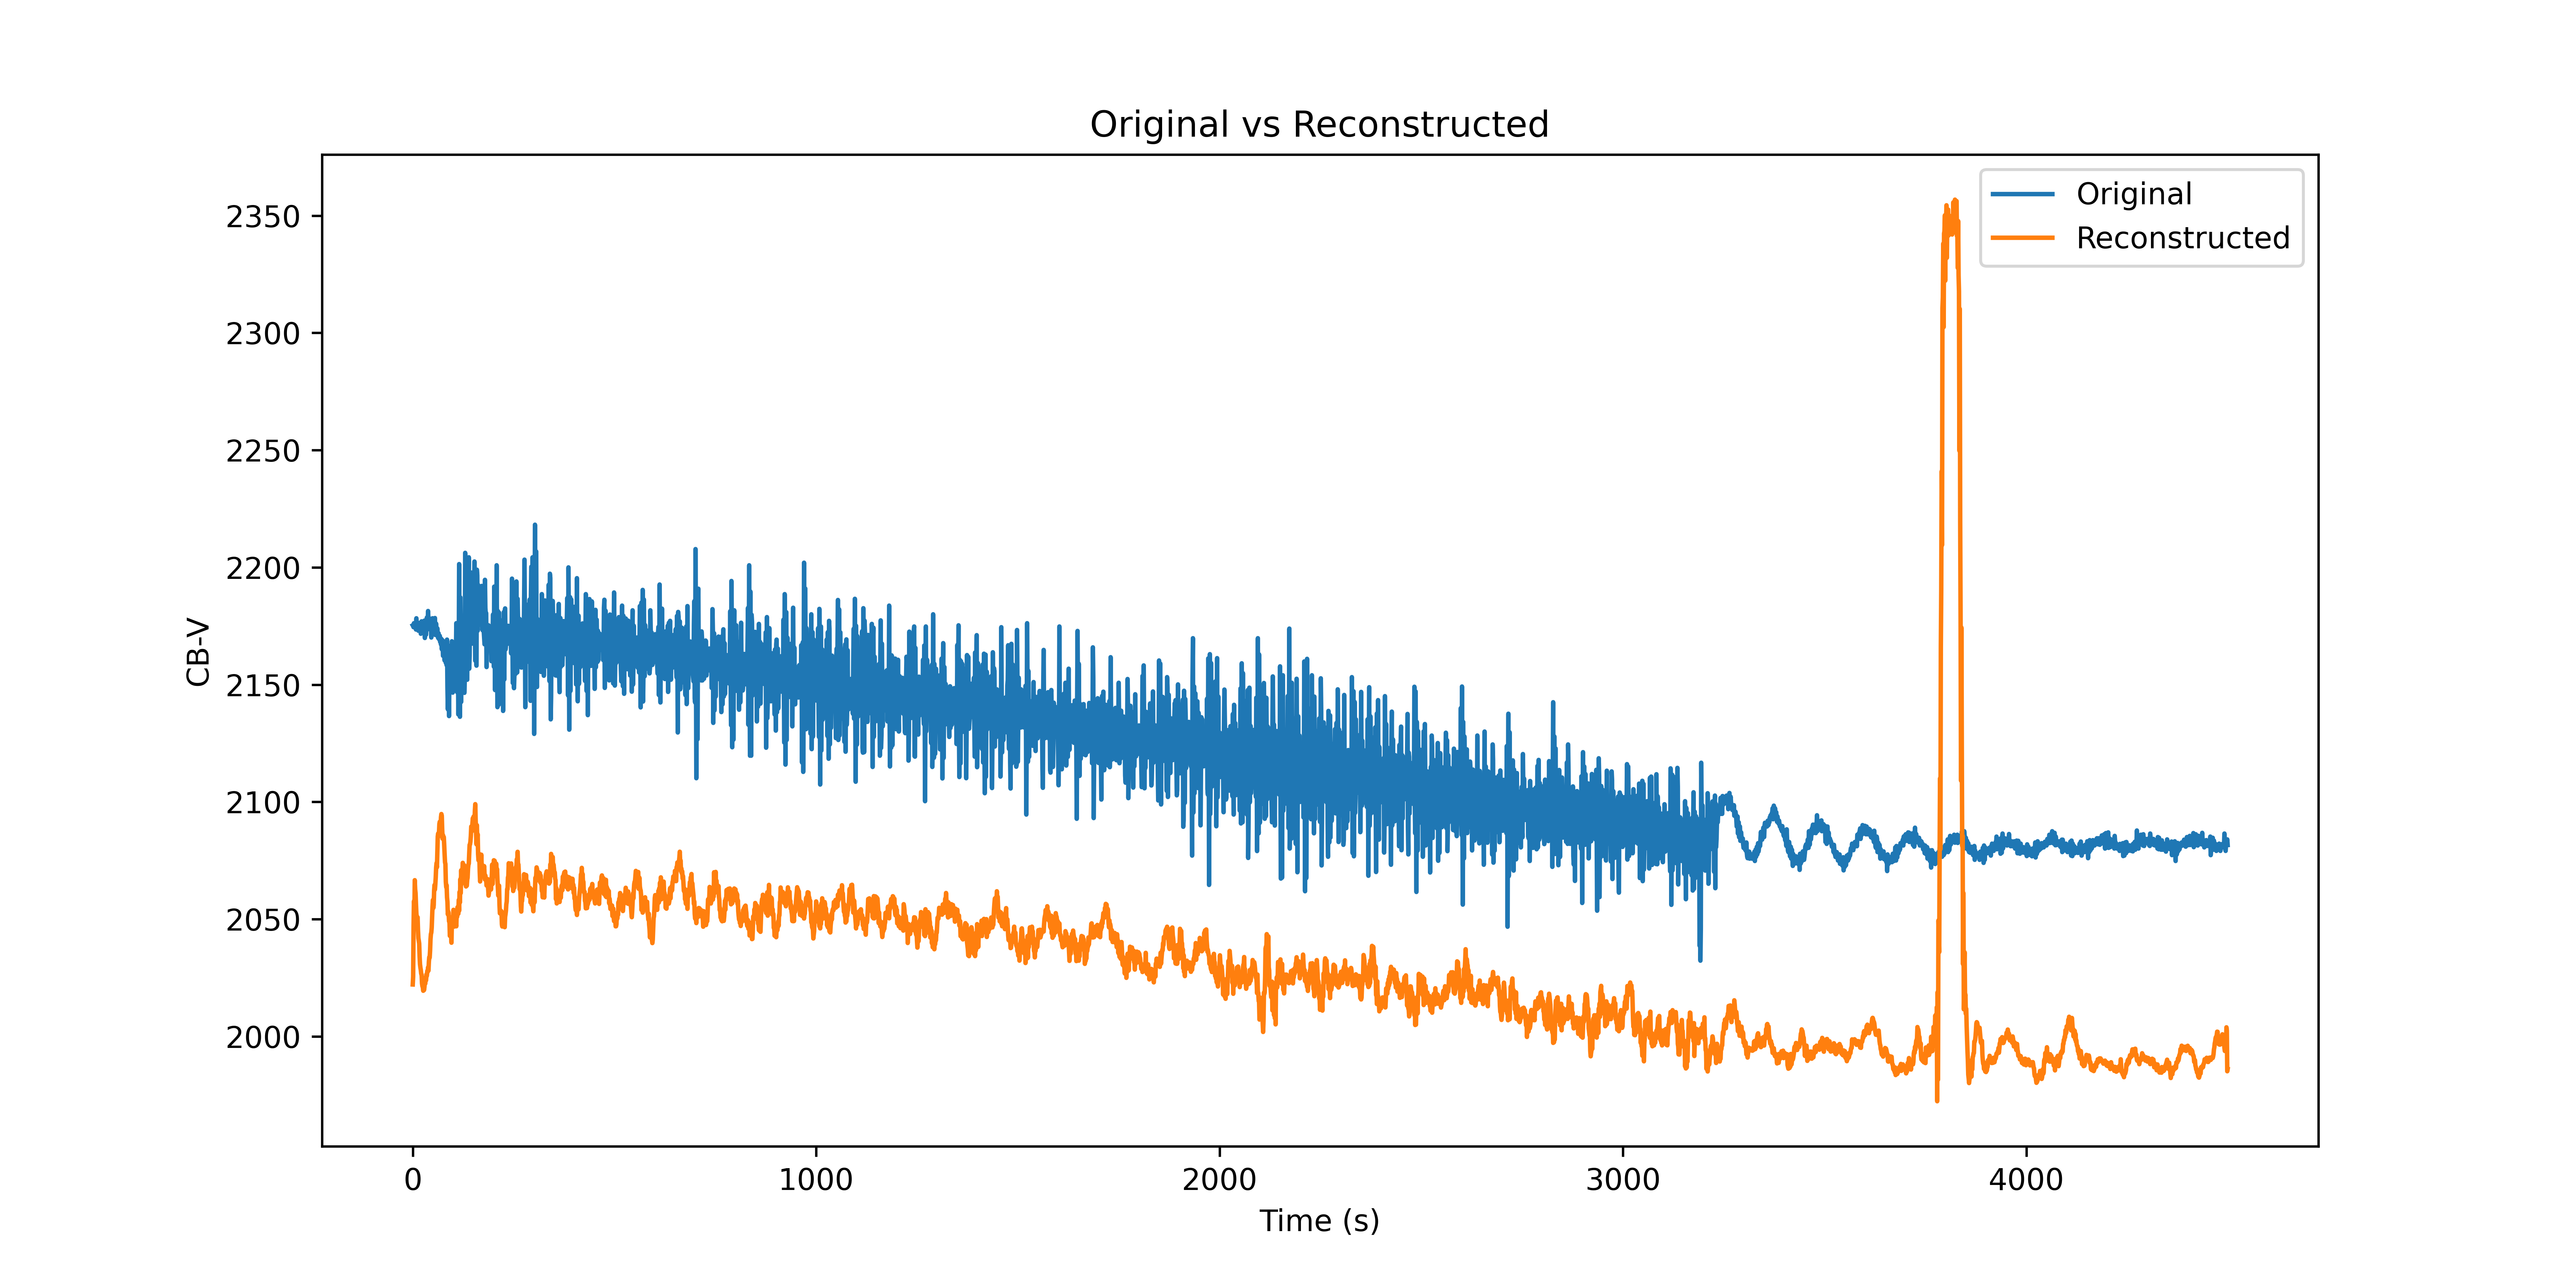 Original vs Reconstructed
Original
Reconstructed
CB-V
2350
2300
2250
2200
2150
2100
2050
2000
0 1000 2000 3000 4000
Time (s)